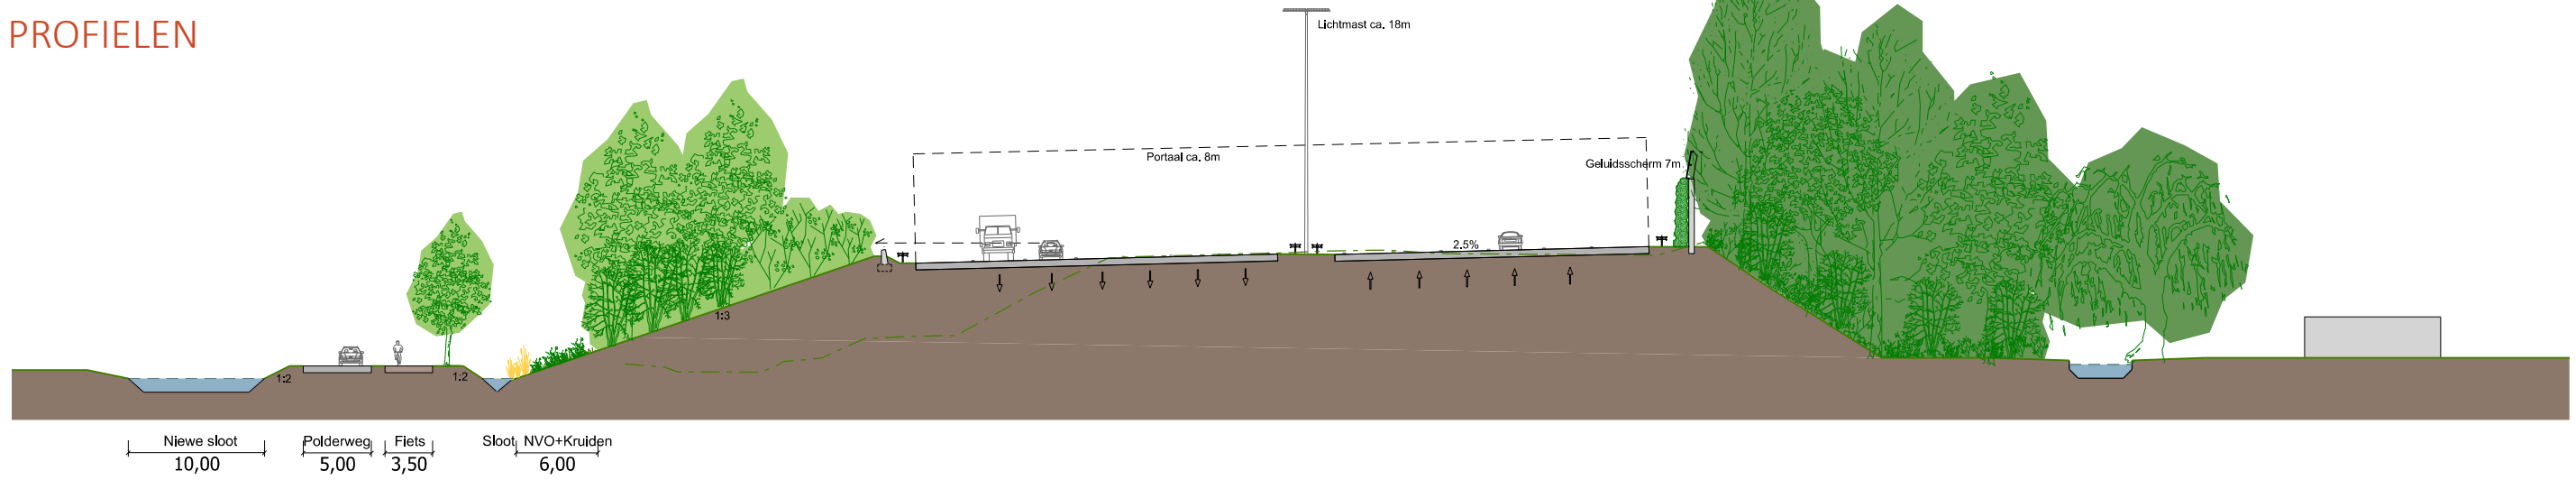 PROFIELEN
Lichtmast ca. 18m
Portaal ca. 8m
Geluidsscherm 7m
2.5%
1:3
1:2
1:2
Niewe sloot
10,00
Polderweg
5,00
Fiets
3,50
Sloot
NVO+Kruiden
6,00